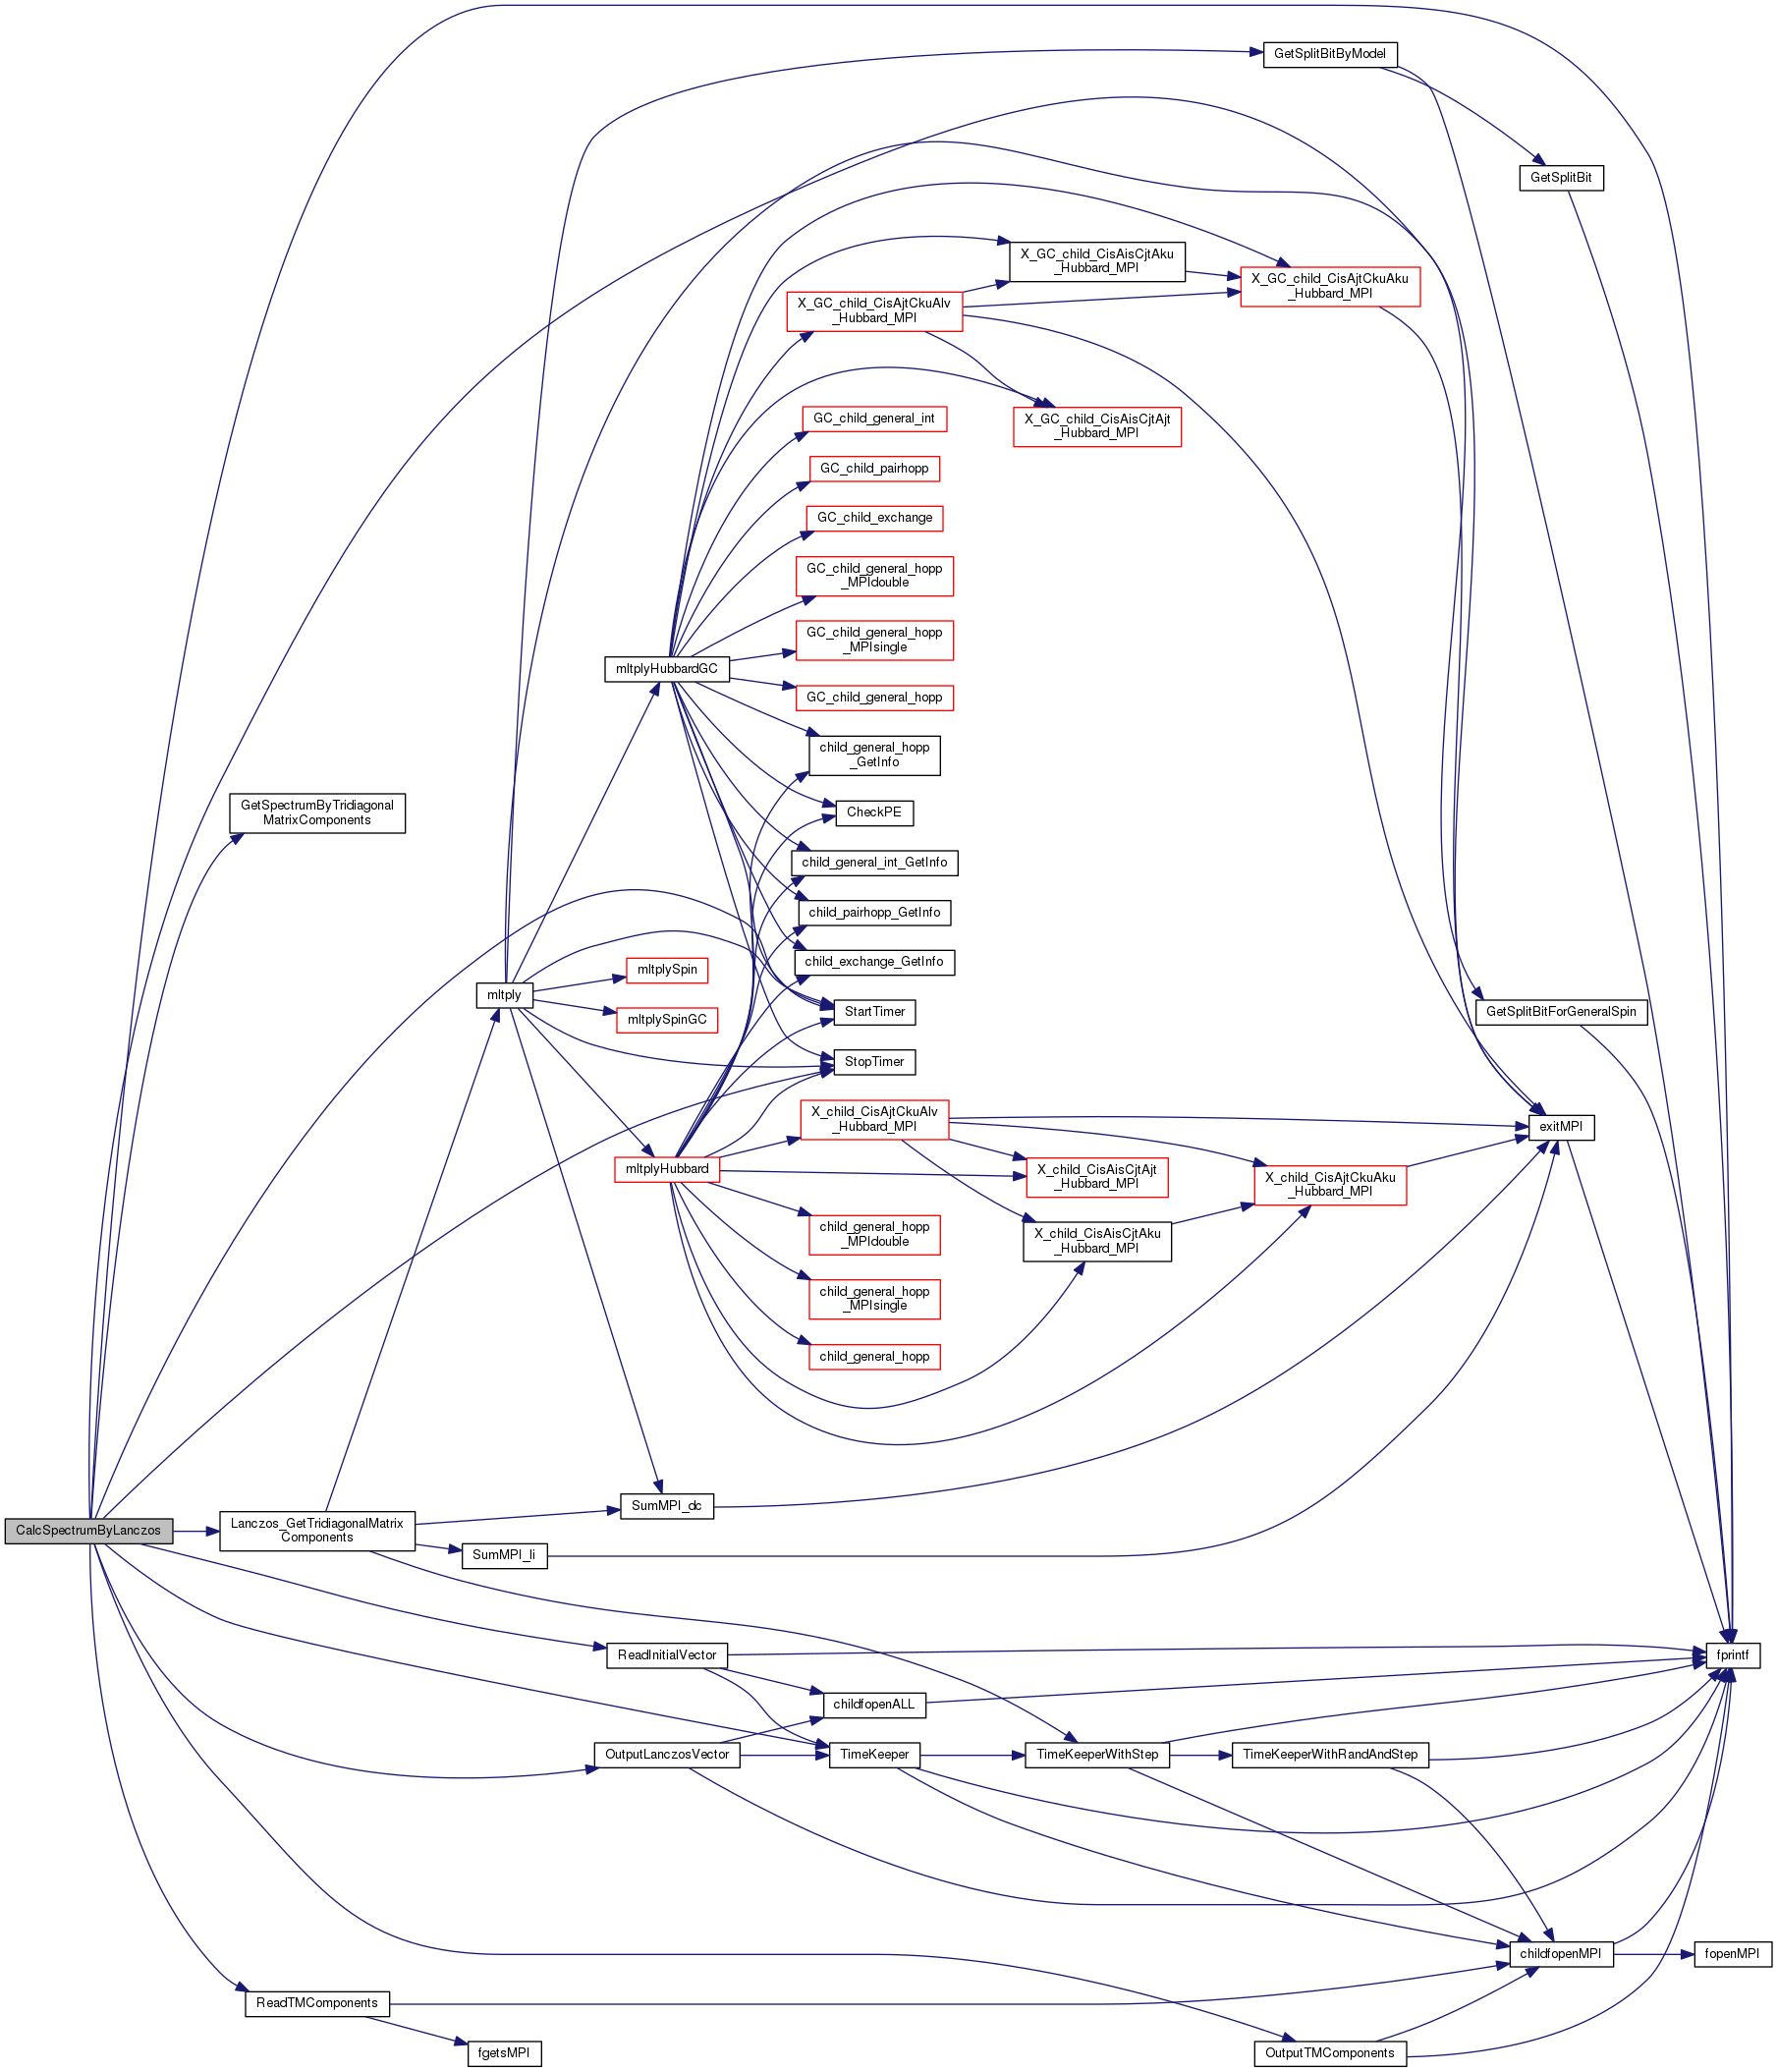 GetSplitBitByModel
GetSplitBit
X_GC_child_CisAisCjtAku
_Hubbard_MPI
X_GC_child_CisAjtCkuAku
_Hubbard_MPI
X_GC_child_CisAjtCkuAlv
_Hubbard_MPI
GC_child_general_int
X_GC_child_CisAisCjtAjt
_Hubbard_MPI
GC_child_pairhopp
GC_child_exchange
GC_child_general_hopp
_MPIdouble
GC_child_general_hopp
_MPIsingle
mltplyHubbardGC
GC_child_general_hopp
child_general_hopp
_GetInfo
GetSpectrumByTridiagonal
MatrixComponents
CheckPE
child_general_int_GetInfo
child_pairhopp_GetInfo
child_exchange_GetInfo
mltplySpin
mltply
mltplySpinGC
StartTimer
GetSplitBitForGeneralSpin
StopTimer
X_child_CisAjtCkuAlv
_Hubbard_MPI
exitMPI
mltplyHubbard
X_child_CisAisCjtAjt
_Hubbard_MPI
X_child_CisAjtCkuAku
_Hubbard_MPI
child_general_hopp
_MPIdouble
X_child_CisAisCjtAku
_Hubbard_MPI
child_general_hopp
_MPIsingle
child_general_hopp
SumMPI_dc
CalcSpectrumByLanczos
Lanczos_GetTridiagonalMatrix
Components
SumMPI_li
ReadInitialVector
fprintf
childfopenALL
OutputLanczosVector
TimeKeeper
TimeKeeperWithStep
TimeKeeperWithRandAndStep
childfopenMPI
fopenMPI
ReadTMComponents
fgetsMPI
OutputTMComponents